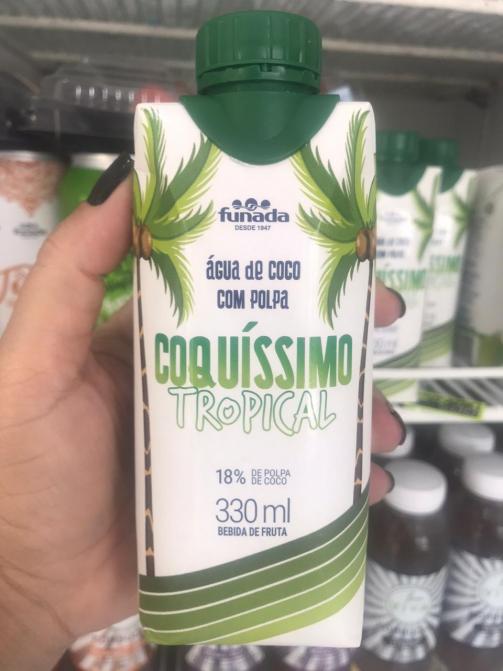 funada
DESDE 1947
ÁGUA DE COCO
COM POLPA
COQUÍSSIMO
TROPICAL
18% DE POLPA
DE COCO
330 ml
BEBIDA DE FRUTA